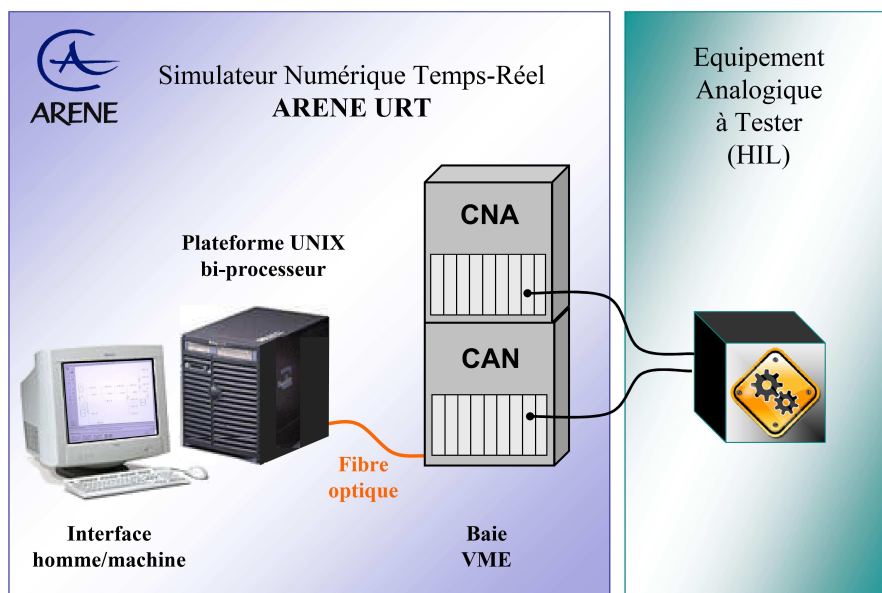 ARENE
Simulateur Numérique Temps-Réel
ARENE URT
Equipement
Analogique
à Tester
(HIL)
CNA
Plateforme UNIX
bi-processeur
CAN
Fibre
optique
Interface
homme/machine
Baie
VME